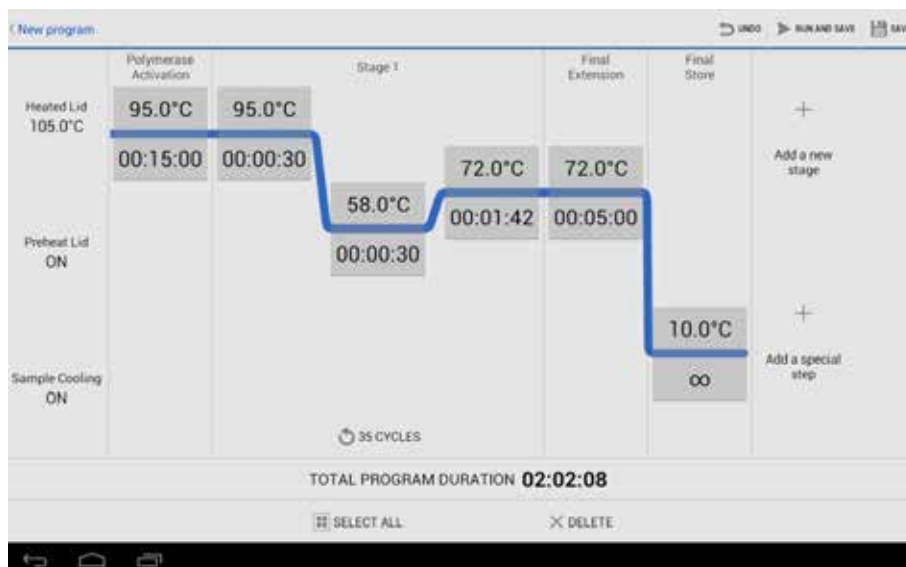 New program
UNDO
RUN AND SAVE
Polymerase
Activation
Stage 1
Final
Extension
Final
Store
Heated Lid
105.0°C
95.0°C
00:15:00
95.0°C
00:00:30
58.0°C
00:00:30
72.0°C
00:01:42
72.0°C
00:05:00
10.0°C
∞
+
Add a new
stage
Preheat Lid
ON
+
Add a special
step
Sample Cooling
ON
35 CYCLES
TOTAL PROGRAM DURATION 02:02:08
SELECT ALL
DELETE